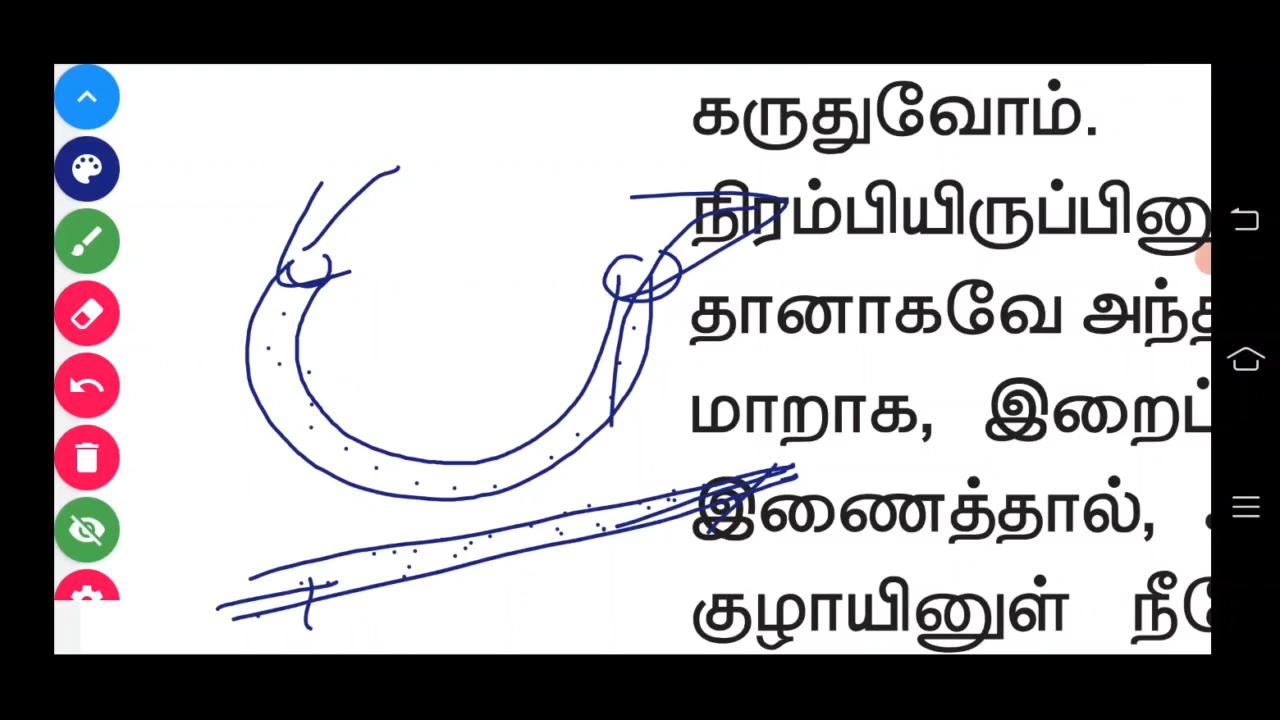 கருதுவோம்.
நிரம்பியிருப்பினு
தானாகவே அந்த
மாறாக, இறைப்
இணைத்தால்,
குழாயினுள் நீ